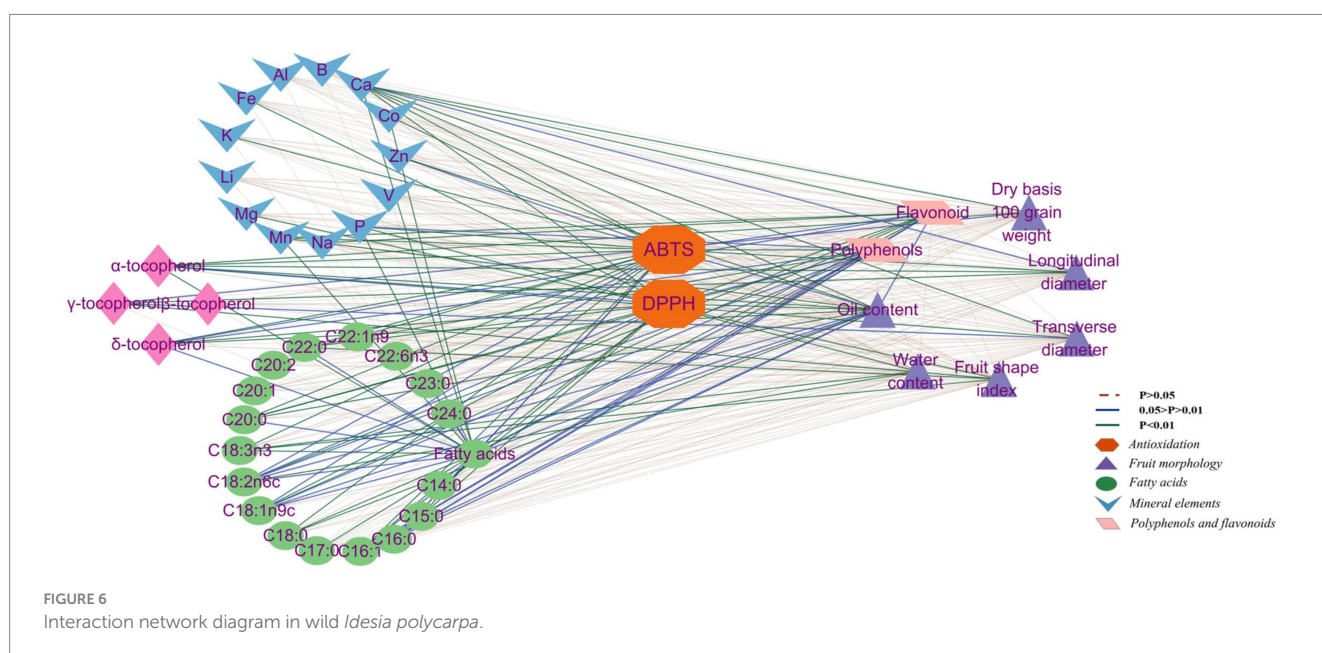 B
Al
Ca
Fe
Co
K
Zn
Li
V
Mg
P
Mn
Na
α-tocopherol
γ-tocopherol
β-tocopherol
δ-tocopherol
ABTS
DPPH
Flavonoid
Polyphenols
Dry basis
100 grain
weight
Longitudinal
diameter
Oil content
Transverse
diameter
Water
content
Fruit shape
index
C22:1n9
C22:0
C22:6n3
C20:2
C23:0
C20:1
C24:0
C20:0
C18:3n3
Fatty acids
C18:2n6c
C14:0
C18:1n9c
C15:0
C18:0
C16:0
C17:0
C16:1
P>0.05
0.05>P>0.01
P<0.01
Antioxidation
Fruit morphology
Fatty acids
Mineral elements
Polyphenols and flavonoids
FIGURE 6
Interaction network diagram in wild Idesia polycarpa.